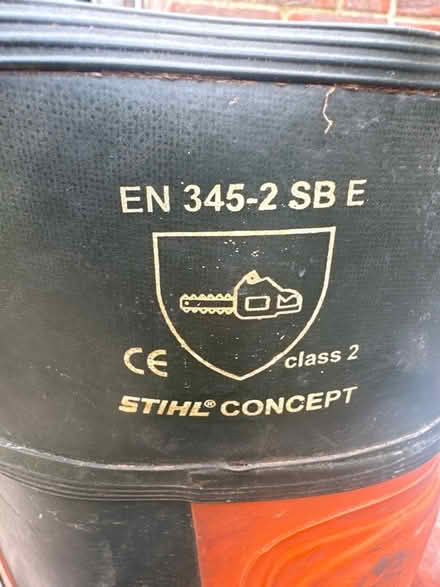 EN 345-2 SB E
CE
class 2
STIHL® CONCEPT